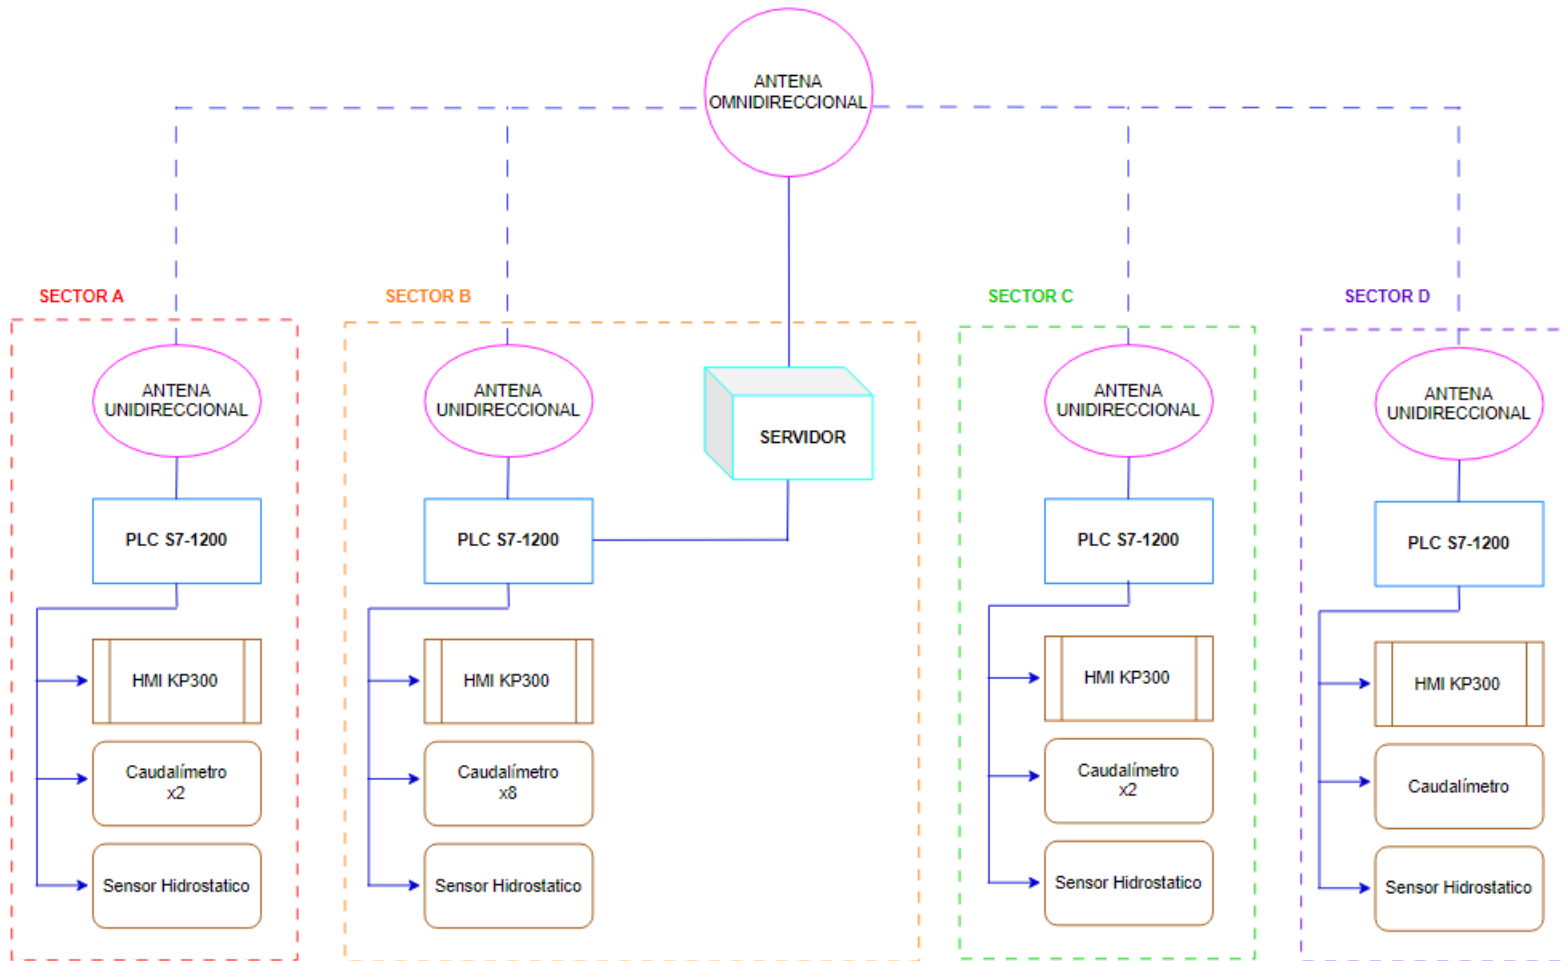 ANTENA
OMNIDIRECCIONAL
SECTOR A
SECTOR B
SECTOR C
SECTOR D
ANTENA
UNIDIRECCIONAL
ANTENA
UNIDIRECCIONAL
SERVIDOR
ANTENA
UNIDIRECCIONAL
ANTENA
UNIDIRECCIONAL
PLC S7-1200
PLC S7-1200
PLC S7-1200
PLC S7-1200
HMI KP300
HMI KP300
HMI KP300
HMI KP300
Caudalímetro
x2
Caudalímetro
x8
Caudalímetro
x2
Caudalímetro
Sensor Hidrostatico
Sensor Hidrostatico
Sensor Hidrostatico
Sensor Hidrostatico